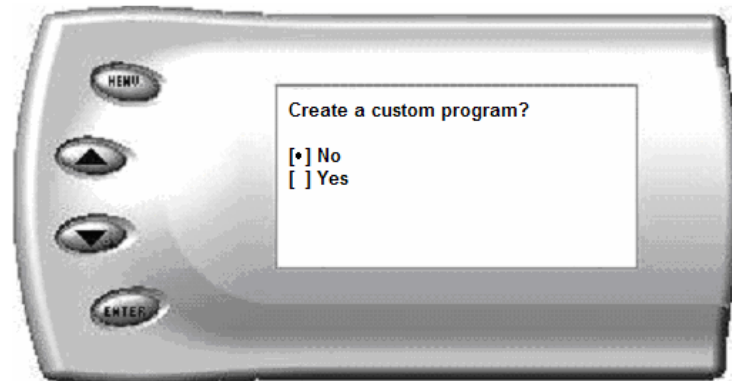 MENU
Create a custom program?
[•] No
[ ] Yes
ENTER